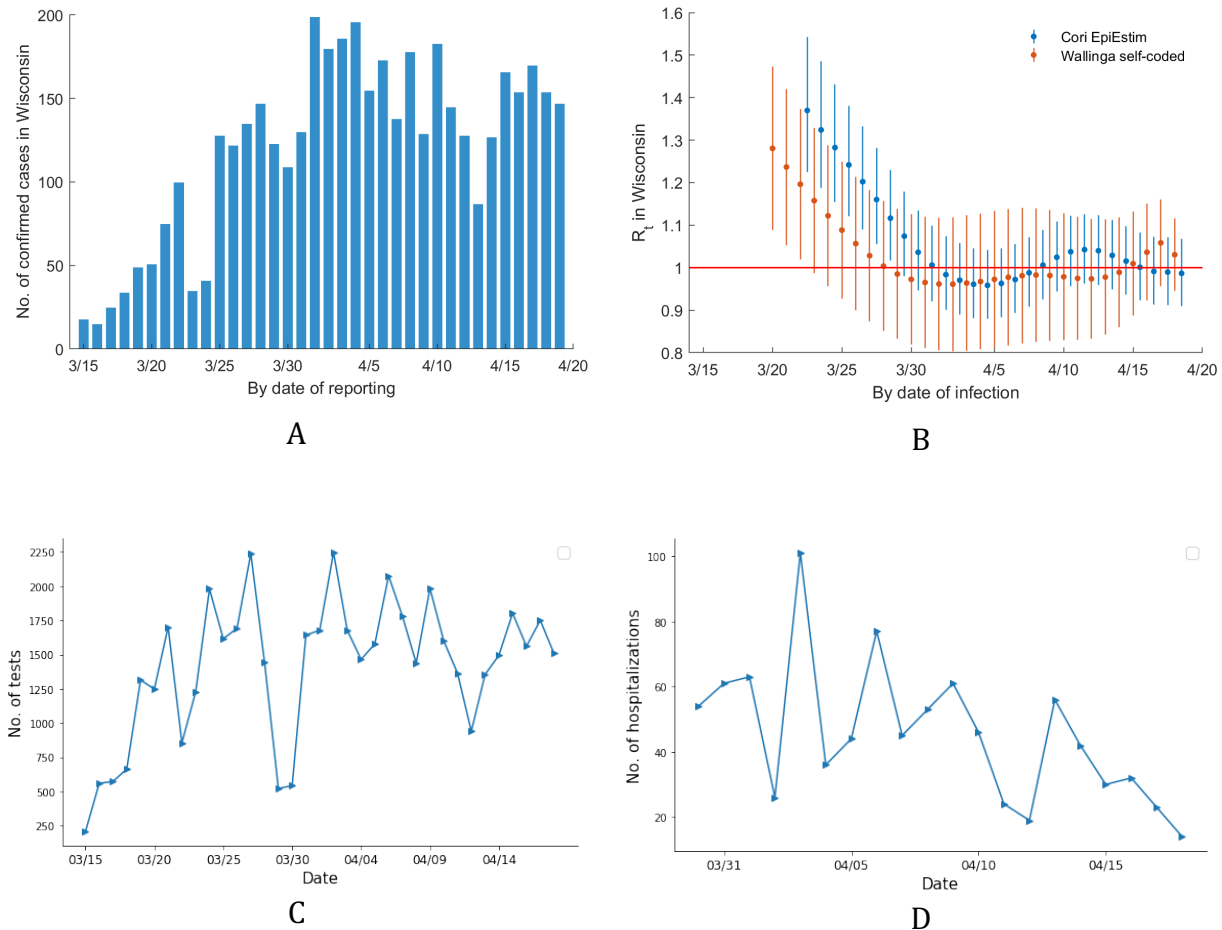 No. of confirmed cases in Wisconsin
200
150
100
50
0
3/15 3/20 3/25 3/30 4/5 4/10 4/15 4/20
By date of reporting
A
R_t in Wisconsin
1.6
1.5
1.4
1.3
1.2
1.1
1
0.9
0.8
Cori EpiEstim
Wallinga self-coded
3/15 3/20 3/25 3/30 4/5 4/10 4/15 4/20
By date of infection
B
No. of tests
2250
2000
1750
1500
1250
1000
750
500
250
03/15 03/20 03/25 03/30 04/04 04/09 04/14
Date
C
No. of hospitalizations
100
80
60
40
20
03/31 04/05 04/10 04/15
Date
D